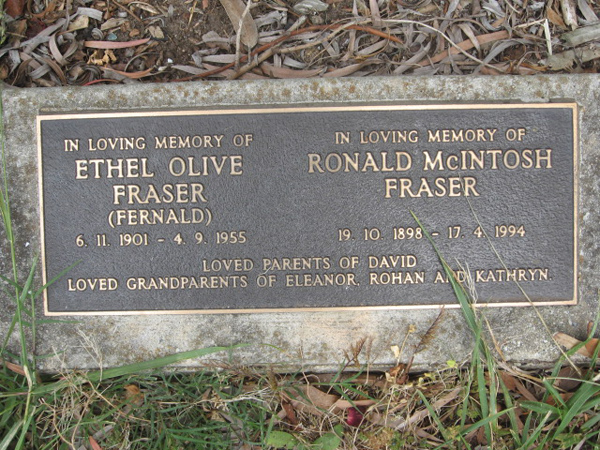 IN LOVING MEMORY OF
ETHEL OLIVE
FRASER
(FERNALD)
6. 11. 1901 - 4. 9. 1955
IN LOVING MEMORY OF
RONALD McINTOSH
FRASER
19. 10. 1898 - 17. 4. 1994
LOVED PARENTS OF DAVID
LOVED GRANDPARENTS OF ELEANOR, ROHAN AND KATHRYN.